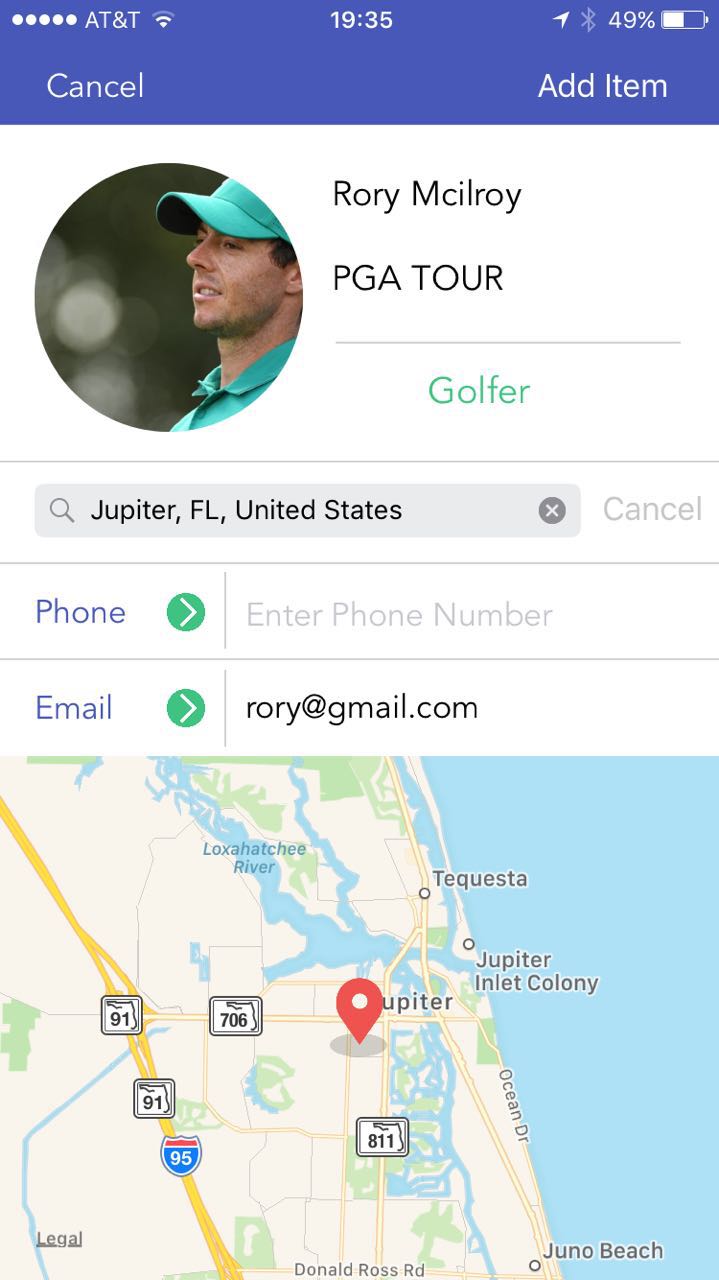 AT&T 19:35 49%
Cancel Add Item
Rory Mcilroy
PGA TOUR
Golfer
Jupiter, FL, United States Cancel
Phone Enter Phone Number
Email rory@gmail.com
Loxahatchee
River
Tequesta
Jupiter
Inlet Colony
upiter
91 706
91
Ocean Dr
811
95
Legal
Juno Beach
Donald Ross Rd